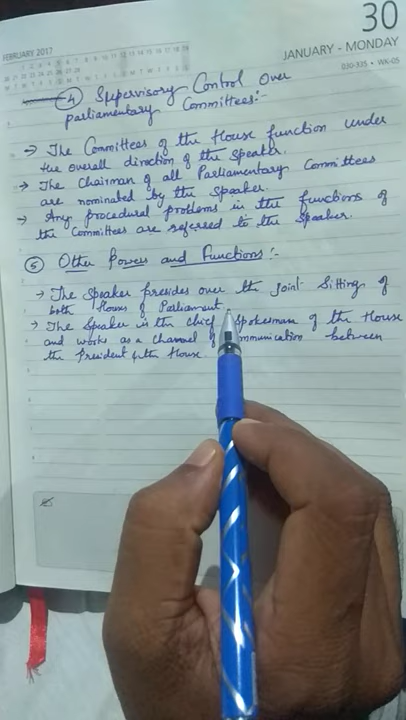 30
FEBRUARY 2017
JANUARY - MONDAY
030-335 • WK-05
④ Supervisory Control Over
parliamentary Committees:-
→ The Committees of the House function under
the overall direction of the Speaker.
→ The Chairman of all Parliamentary Committees
are nominated by the Speaker.
→ Any procedural problems in the functions of
the Committees are referred to the Speaker.
⑤ Other Powers and Functions:-
→ The Speaker presides over the Joint Sitting of
both Houses of Parliament.
→ The Speaker is the chief Spokesman of the House
and works as a channel of mmunication between
the President & the House